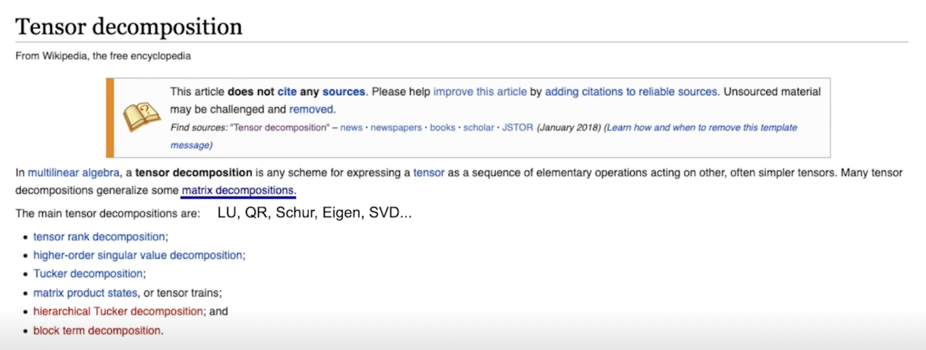 Tensor decomposition
From Wikipedia, the free encyclopedia
This article does not cite any sources. Please help improve this article by adding citations to reliable sources. Unsourced material
may be challenged and removed.
Find sources: "Tensor decomposition" – news · newspapers · books · scholar · JSTOR (January 2018) (Learn how and when to remove this template
message)
In multilinear algebra, a tensor decomposition is any scheme for expressing a tensor as a sequence of elementary operations acting on other, often simpler tensors. Many tensor
decompositions generalize some matrix decompositions.
The main tensor decompositions are: LU, QR, Schur, Eigen, SVD...
• tensor rank decomposition;
• higher-order singular value decomposition;
• Tucker decomposition;
• matrix product states, or tensor trains;
• hierarchical Tucker decomposition; and
• block term decomposition.